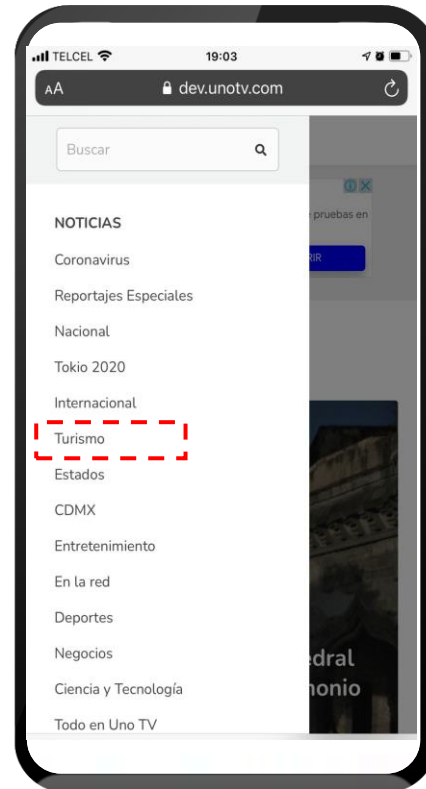 TELCEL 19:03
AA dev.unotv.com
Buscar
NOTICIAS
pruebas en
Coronavirus
RIR
Reportajes Especiales
Nacional
Tokio 2020
Internacional
Turismo
Estados
CDMX
Entretenimiento
En la red
Deportes
Negocios
edral
Ciencia y Tecnología
monio
Todo en Uno TV